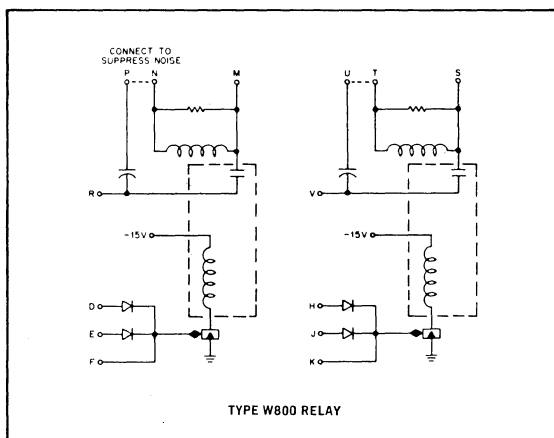 CONNECT TO
SUPPRESS NOISE
P N M U T S
R V
-15V -15V
D H
E J
F K
TYPE W800 RELAY